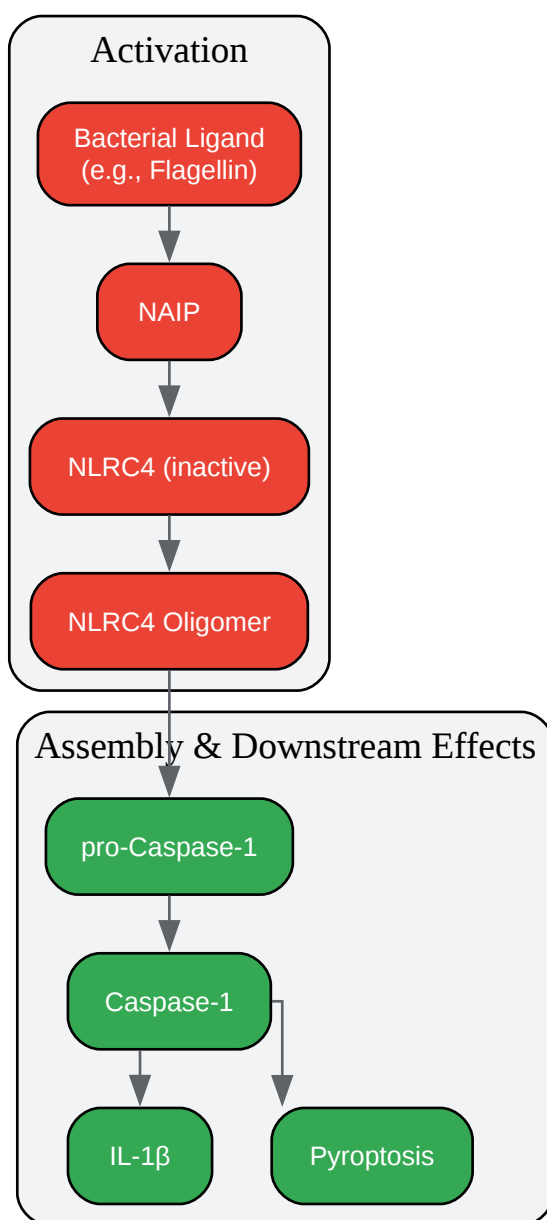 Activation
Bacterial Ligand
(e.g., Flagellin)
NAIP
NLRC4 (inactive)
NLRC4 Oligomer
Assembly & Downstream Effects
pro-Caspase-1
Caspase-1
IL-1β
Pyroptosis